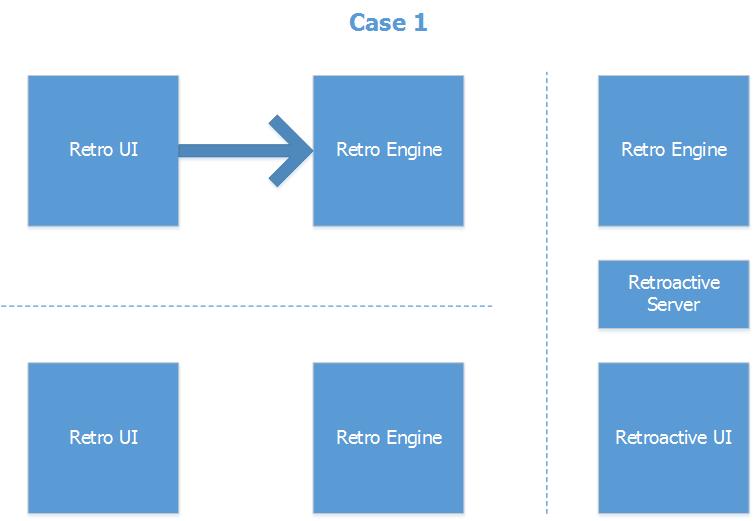 Case 1
Retro UI
Retro Engine
Retro Engine
Retroactive
Server
Retro UI
Retro Engine
Retroactive UI